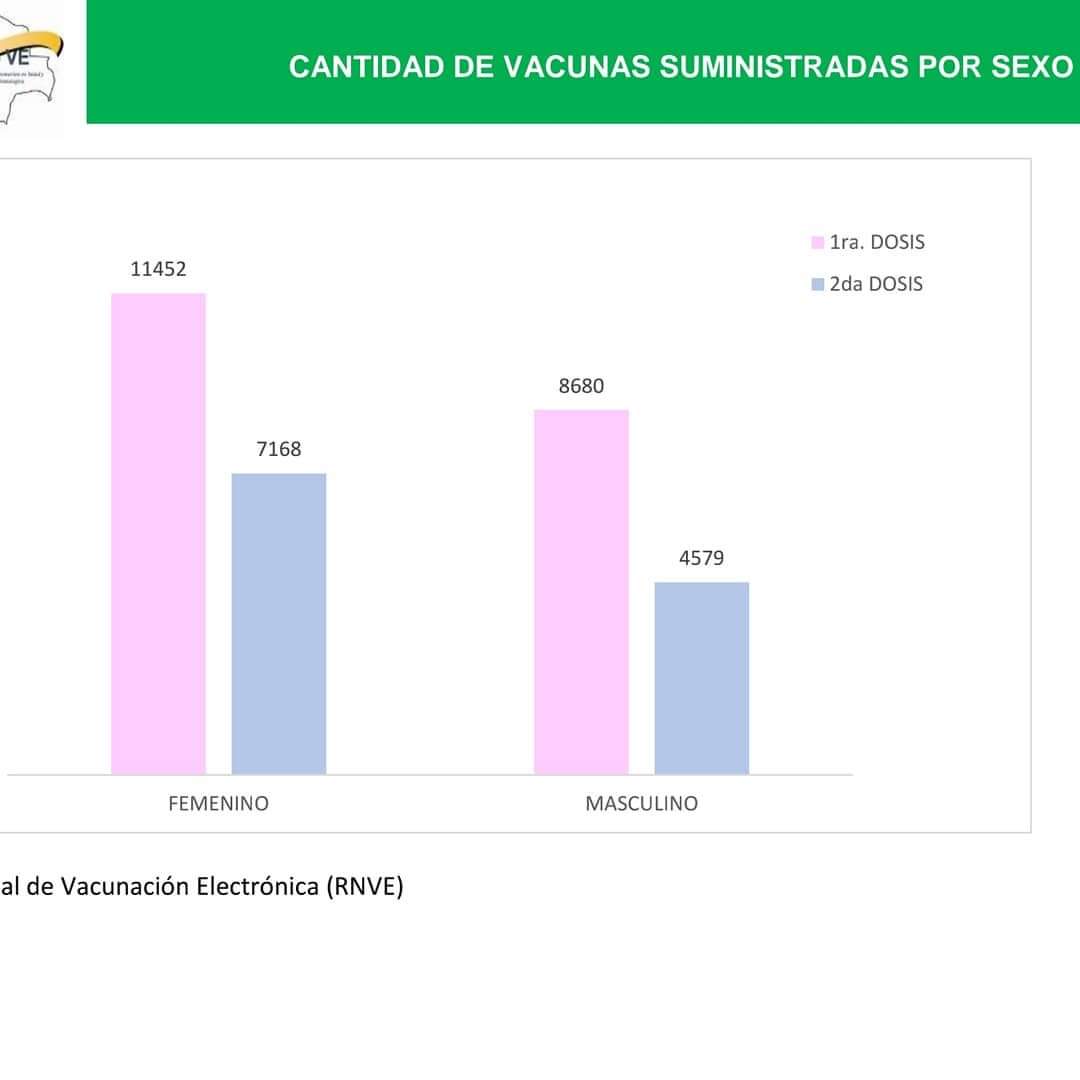 VE
CANTIDAD DE VACUNAS SUMINISTRADAS POR SEXO
1ra. DOSIS
2da DOSIS
11452
7168
8680
4579
FEMENINO
MASCULINO
al de Vacunación Electrónica (RNVE)